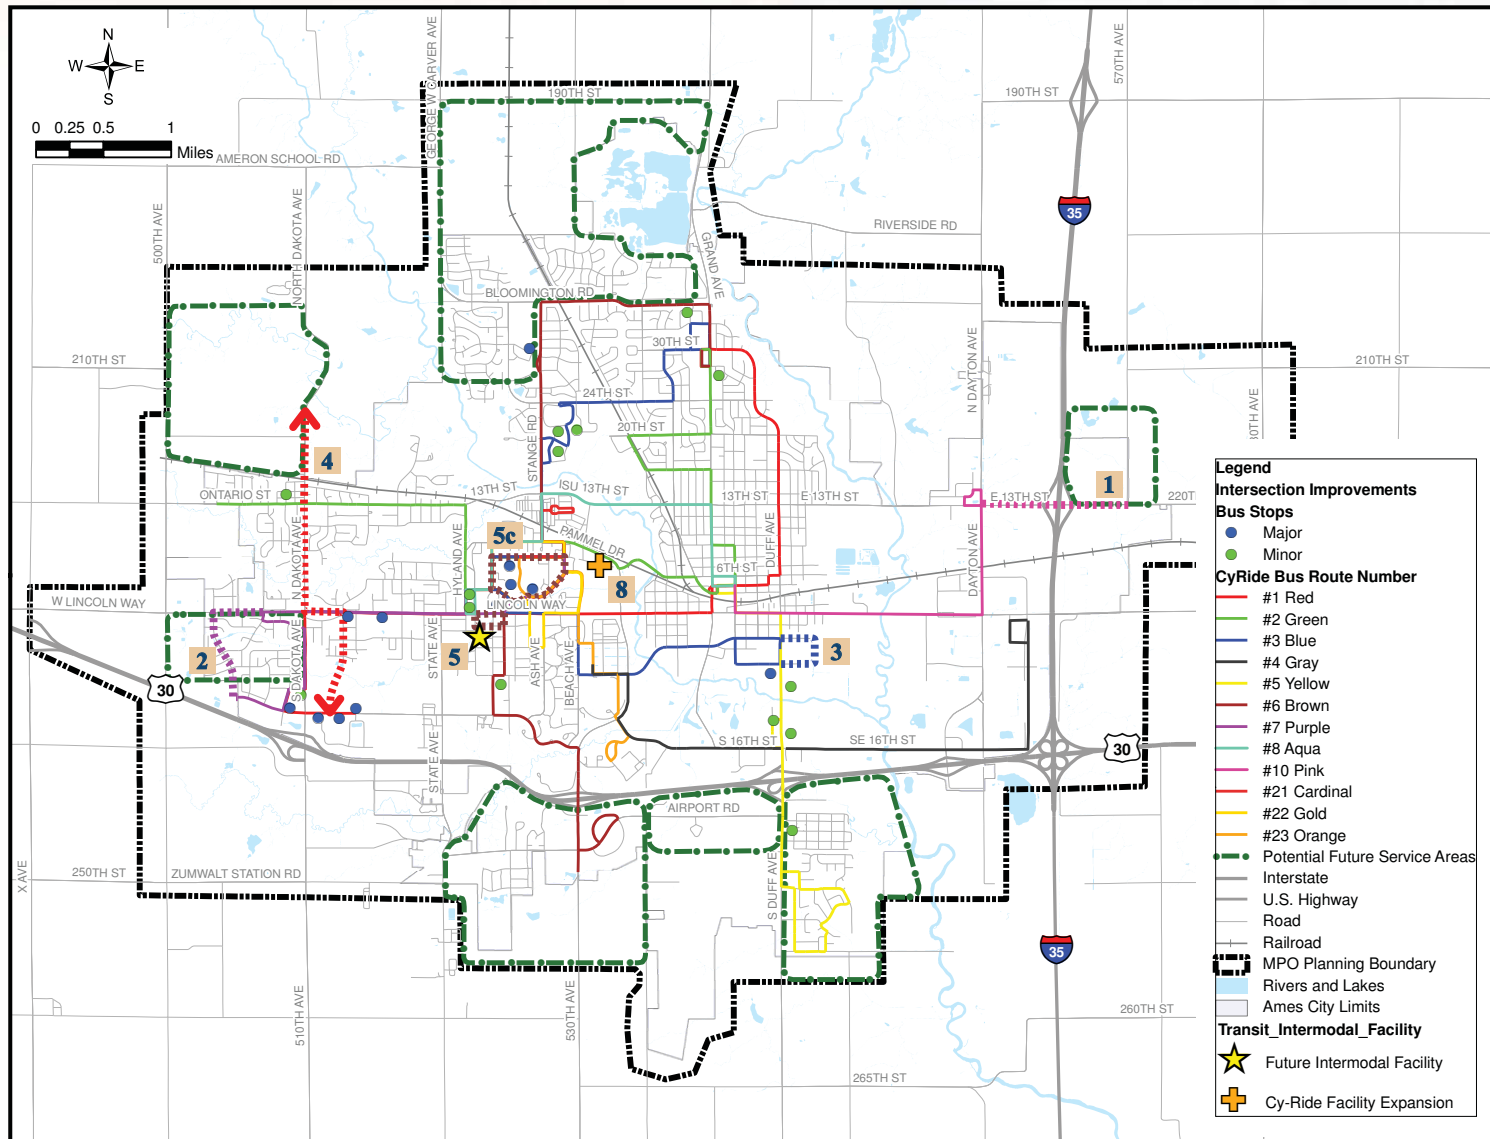 N
W E
S
0 0.25 0.5 1
Miles
AMERON SCHOOL RD
GEORGE W CARVER AVE
190TH ST
190TH ST
570TH AVE
500TH AVE
NORTH DAKOTA AVE
35
RIVERSIDE RD
GRAND AVE
BLOOMINGTON RD
210TH ST
30TH ST
N DAYTON AVE
210TH ST
24TH ST
20TH ST
STANGE RD
4
1
ONTARIO ST
13TH ST
ISU 13TH ST
13TH ST
E 13TH ST
E 13TH ST
N DAKOTA AVE
HYLAND AVE
5c
PAMMEL DR
DUFF AVE
6TH ST
8
DAYTON AVE
W LINCOLN WAY
LINCOLN WAY
2
S DAKOTA AVE
STATE AVE
5
ASH AVE
BEACH AVE
3
30
S 16TH ST
SE 16TH ST
30
STATE AVE
AIRPORT RD
X AVE
250TH ST
ZUMWALT STATION RD
S DUFF AVE
35
510TH AVE
530TH AVE
260TH ST
265TH ST
Legend
Intersection Improvements
Bus Stops
Major
Minor
CyRide Bus Route Number
#1 Red
#2 Green
#3 Blue
#4 Gray
#5 Yellow
#6 Brown
#7 Purple
#8 Aqua
#10 Pink
#21 Cardinal
#22 Gold
#23 Orange
Potential Future Service Areas
Interstate
U.S. Highway
Road
Railroad
MPO Planning Boundary
Rivers and Lakes
Ames City Limits
Transit_Intermodal_Facility
Future Intermodal Facility
Cy-Ride Facility Expansion